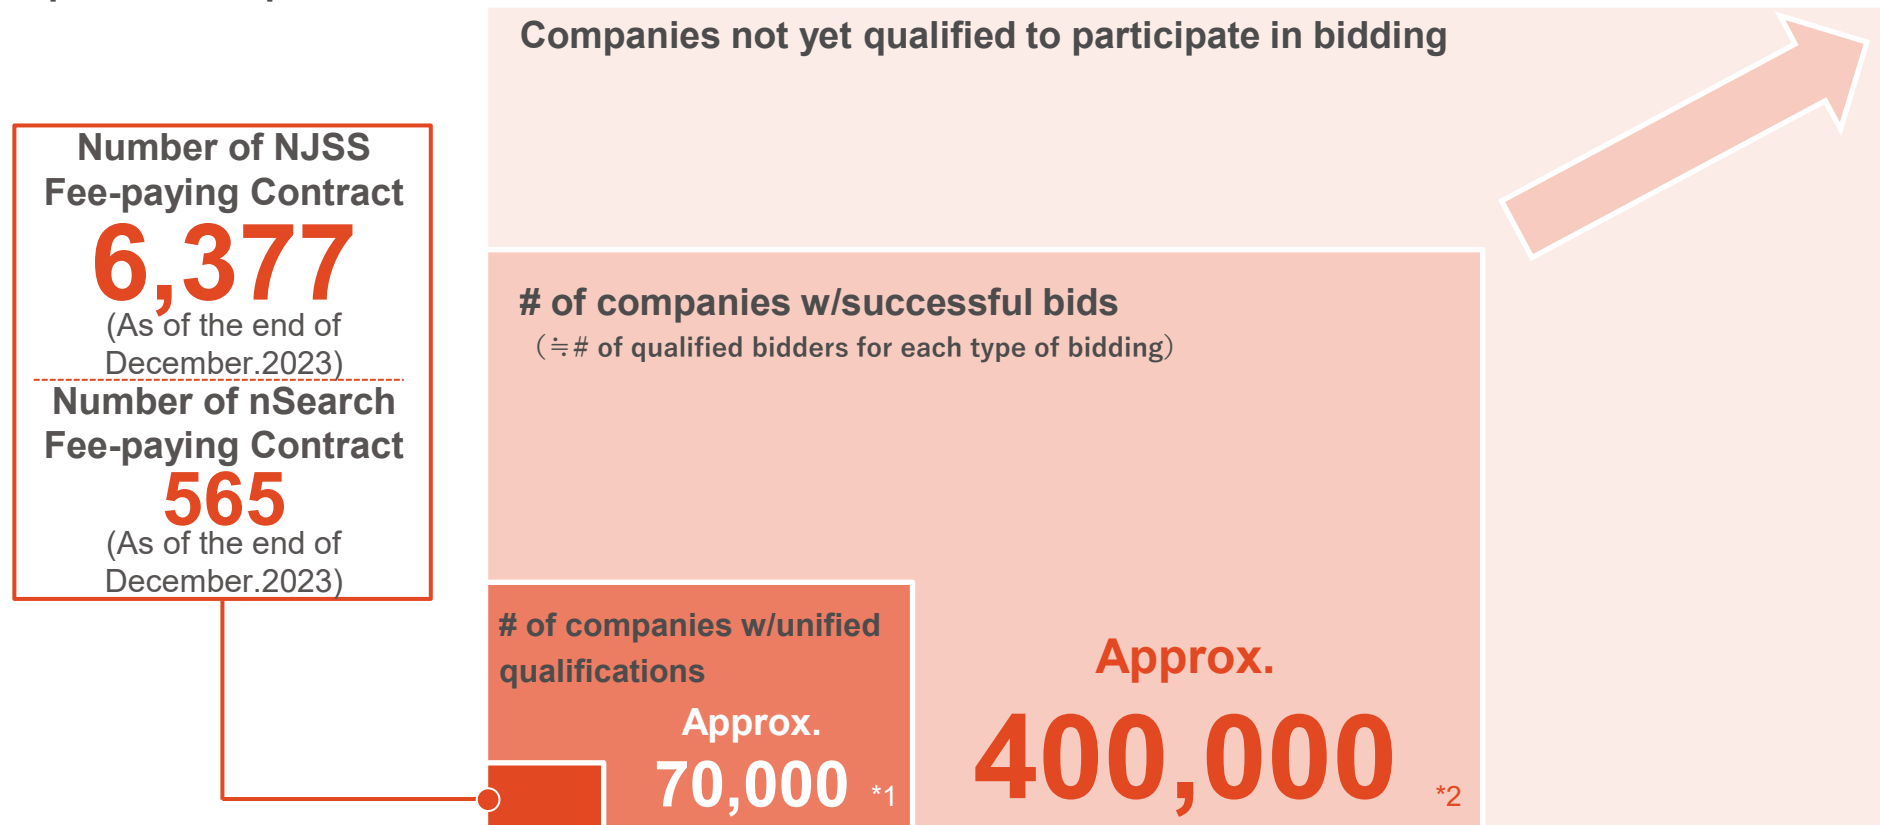 Companies not yet qualified to participate in bidding
Number of NJSS
Fee-paying Contract
6,377
(As of the end of
December.2023)
Number of nSearch
Fee-paying Contract
565
(As of the end of
December.2023)
# of companies w/successful bids
（≒# of qualified bidders for each type of bidding）
# of companies w/unified
qualifications
Approx.
70,000 *1
Approx.
400,000 *2